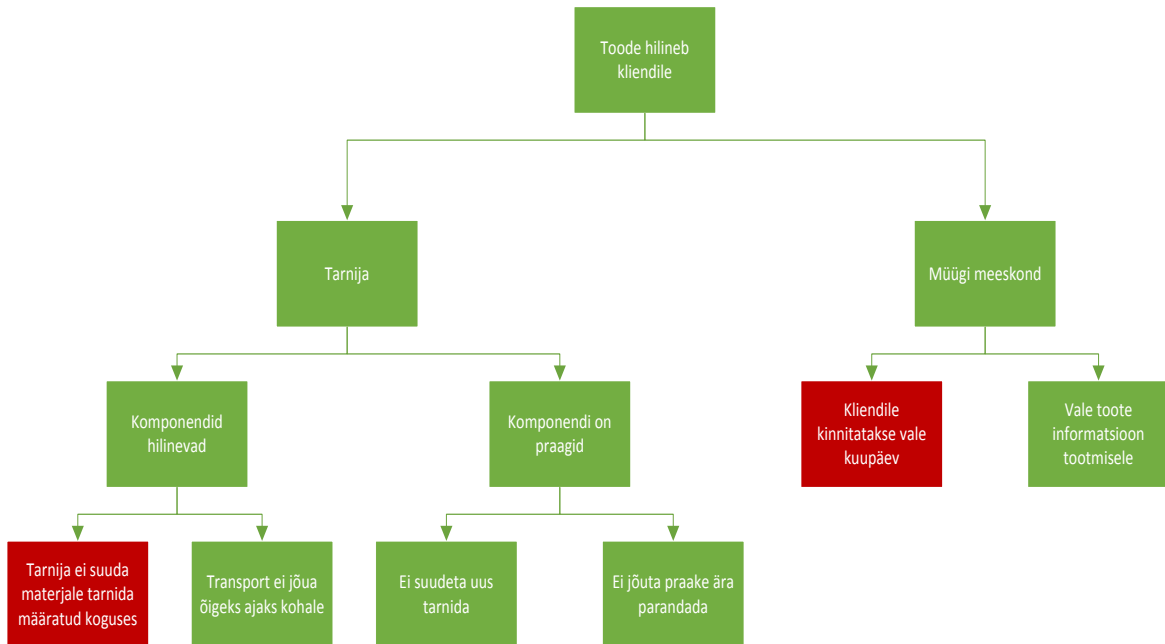 Toode hilineb
kliendile
Tarnija
Müügi meeskond
Kompondid
hilinevad
Komponendi on
praagid
Kliendile
kinnitatakse vale
kuupäev
Vale toote
informatsioon
tootmisele
Tarnija ei suuda
materjale tarnida
määratud koguses
Transport ei jõua
õigeks ajaks kohale
Ei suudeta uus
tarnida
Ei jõuta praake ära
parandada